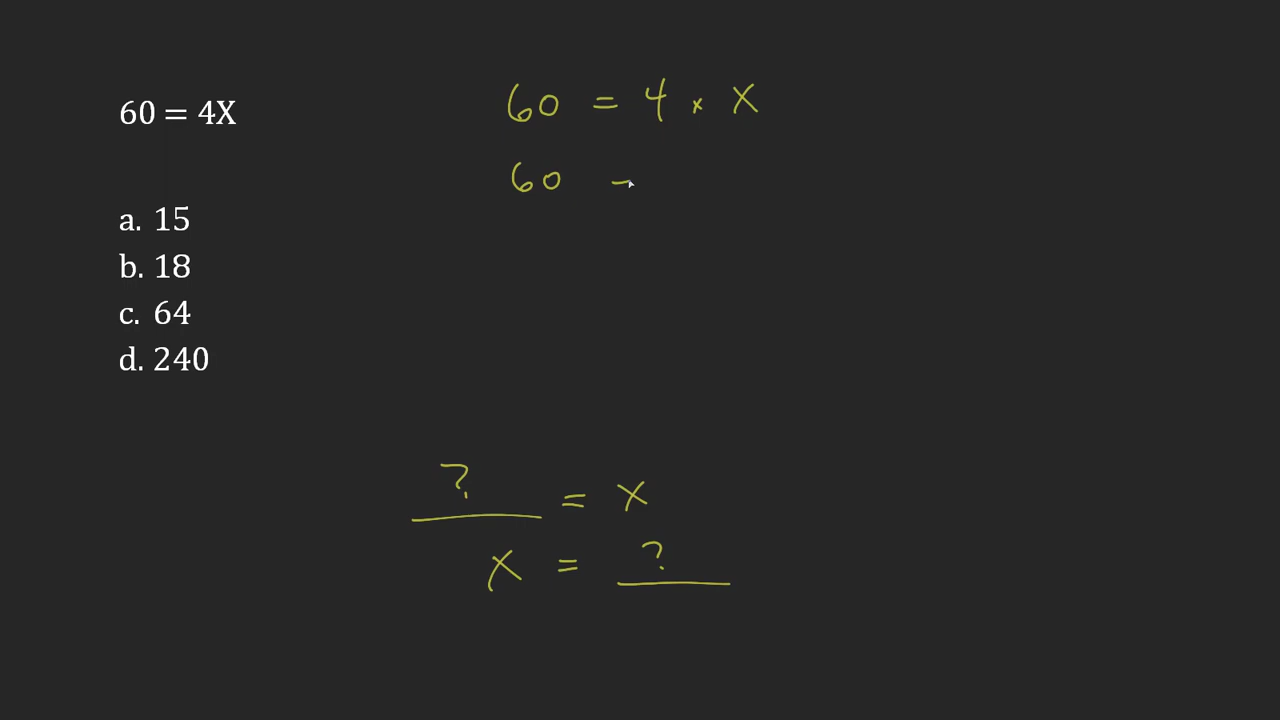 60 = 4X
a. 15
b. 18
c. 64
d. 240
60 = 4 × X
60 -
? = X
X = ?